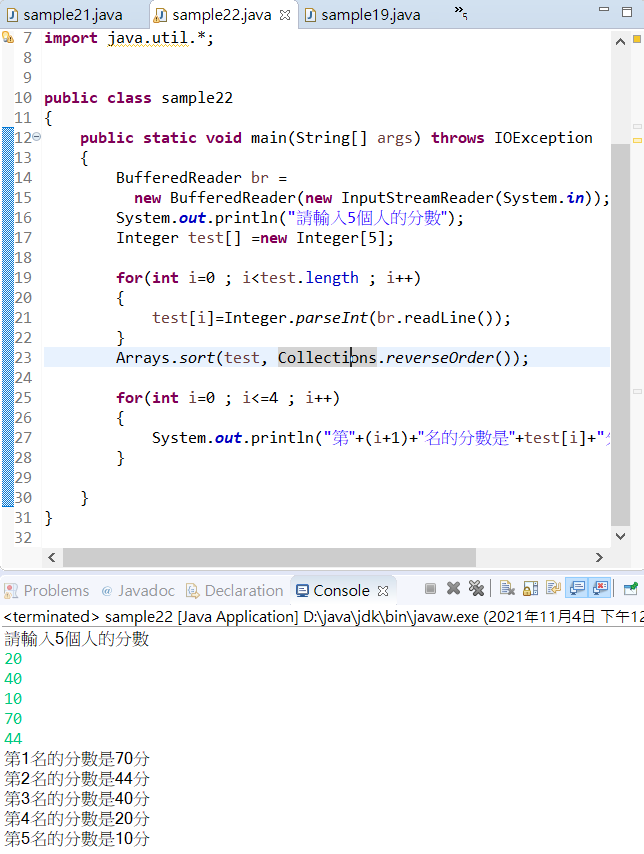 sample21.java sample22.java sample19.java »5
7 import java.util.*;
8
9
10 public class sample22
11 {
12 public static void main(String[] args) throws IOException
13 {
14 BufferedReader br =
15 new BufferedReader(new InputStreamReader(System.in));
16 System.out.println("請輸入5個人的分數");
17 Integer test[] =new Integer[5];
18
19 for(int i=0 ; i<test.length ; i++)
20 {
21 test[i]=Integer.parseInt(br.readLine());
22 }
23 Arrays.sort(test, Collections.reverseOrder());
24
25 for(int i=0 ; i<=4 ; i++)
26 {
27 System.out.println("第"+(i+1)+"名的分數是"+test[i]+"
28 }
29
30 }
31 }
32
Problems @ Javadoc Declaration Console
<terminated> sample22 [Java Application] D:\java\jdk\bin\javaw.exe (2021年11月4日 下午12
請輸入5個人的分數
20
40
10
70
44
第1名的分數是70分
第2名的分數是44分
第3名的分數是40分
第4名的分數是20分
第5名的分數是10分